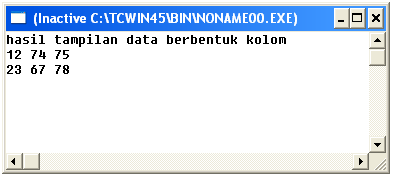 (Inactive C:\TCWIN45\BIN\NONAME00.EXE)
hasil tampilan data berbentuk kolom
12 74 75
23 67 78